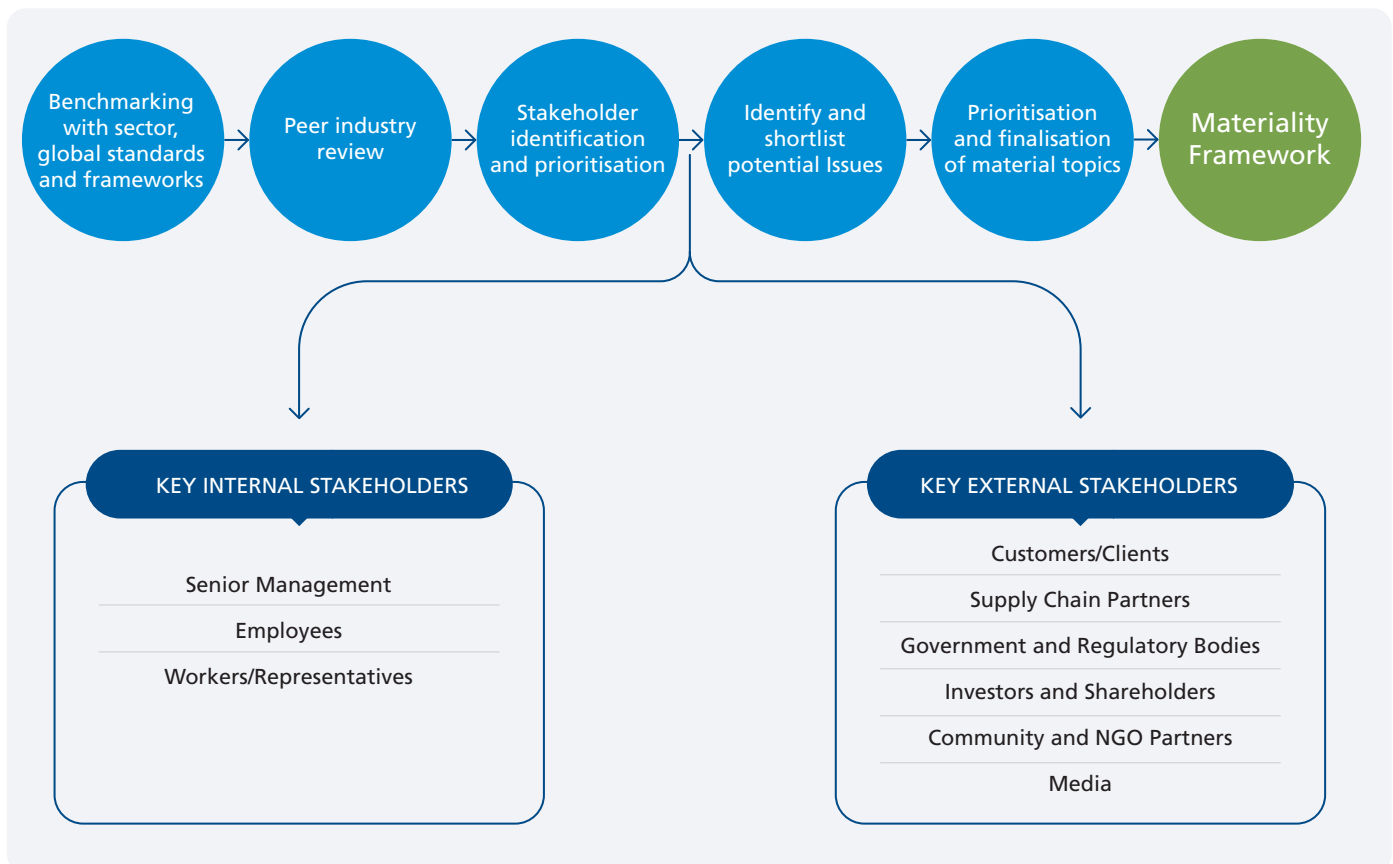 Benchmarking
with sector,
global standards
and frameworks
Peer industry
review
Stakeholder
identification
and prioritisation
Identify and
shortlist
potential Issues
Prioritisation
and finalisation
of material topics
Materiality
Framework
KEY INTERNAL STAKEHOLDERS
Senior Management
Employees
Workers/Representatives
KEY EXTERNAL STAKEHOLDERS
Customers/Clients
Supply Chain Partners
Government and Regulatory Bodies
Investors and Shareholders
Community and NGO Partners
Media